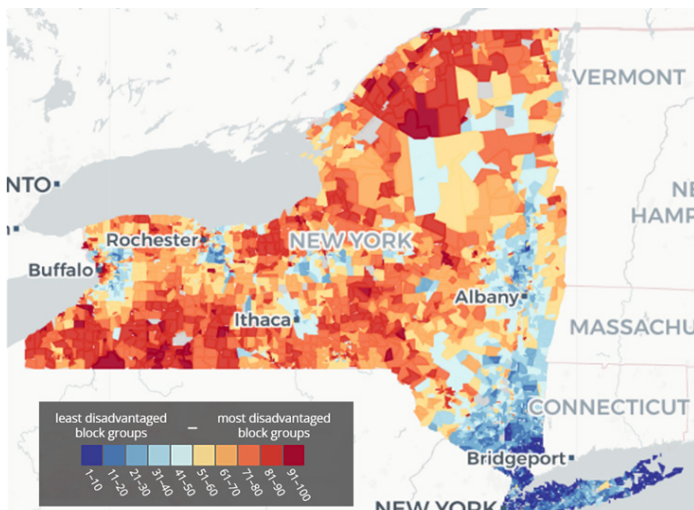 VERMONT
NTO
NE
HAMP
Rochester
NEW YORK
Buffalo
Albany
Ithaca
MASSACHU
CONNECTICUT
least disadvantaged
block groups
–
most disadvantaged
block groups
1–10
11–20
21–30
31–40
41–50
51–60
61–70
71–80
81–90
91–100
Bridgeport
NEW YORK